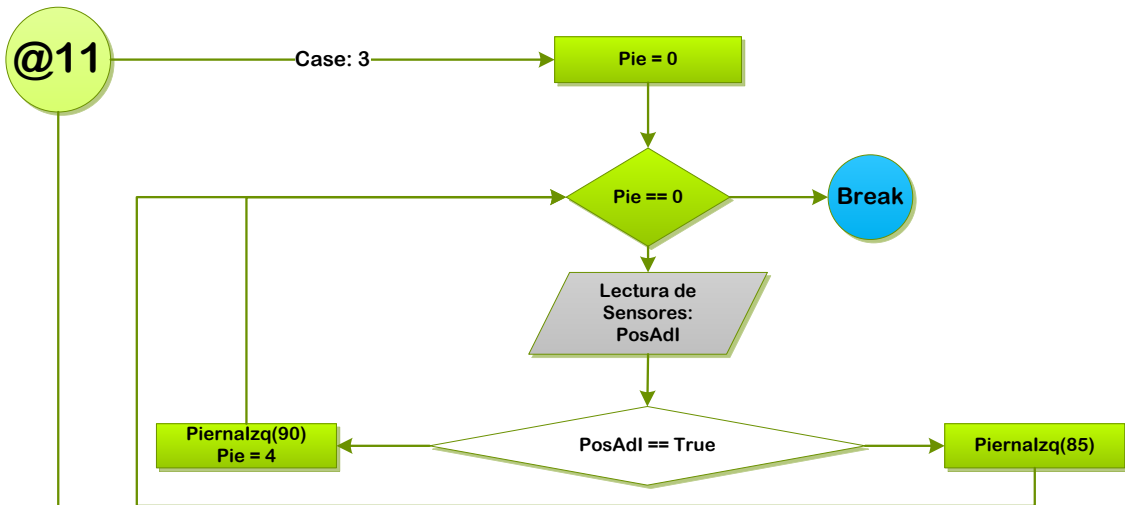 @11
Case: 3
Pie = 0
Pie == 0
Break
Lectura de
Sensores:
PosAdI
PosAdI == True
PiernaIzq(90)
Pie = 4
PiernaIzq(85)